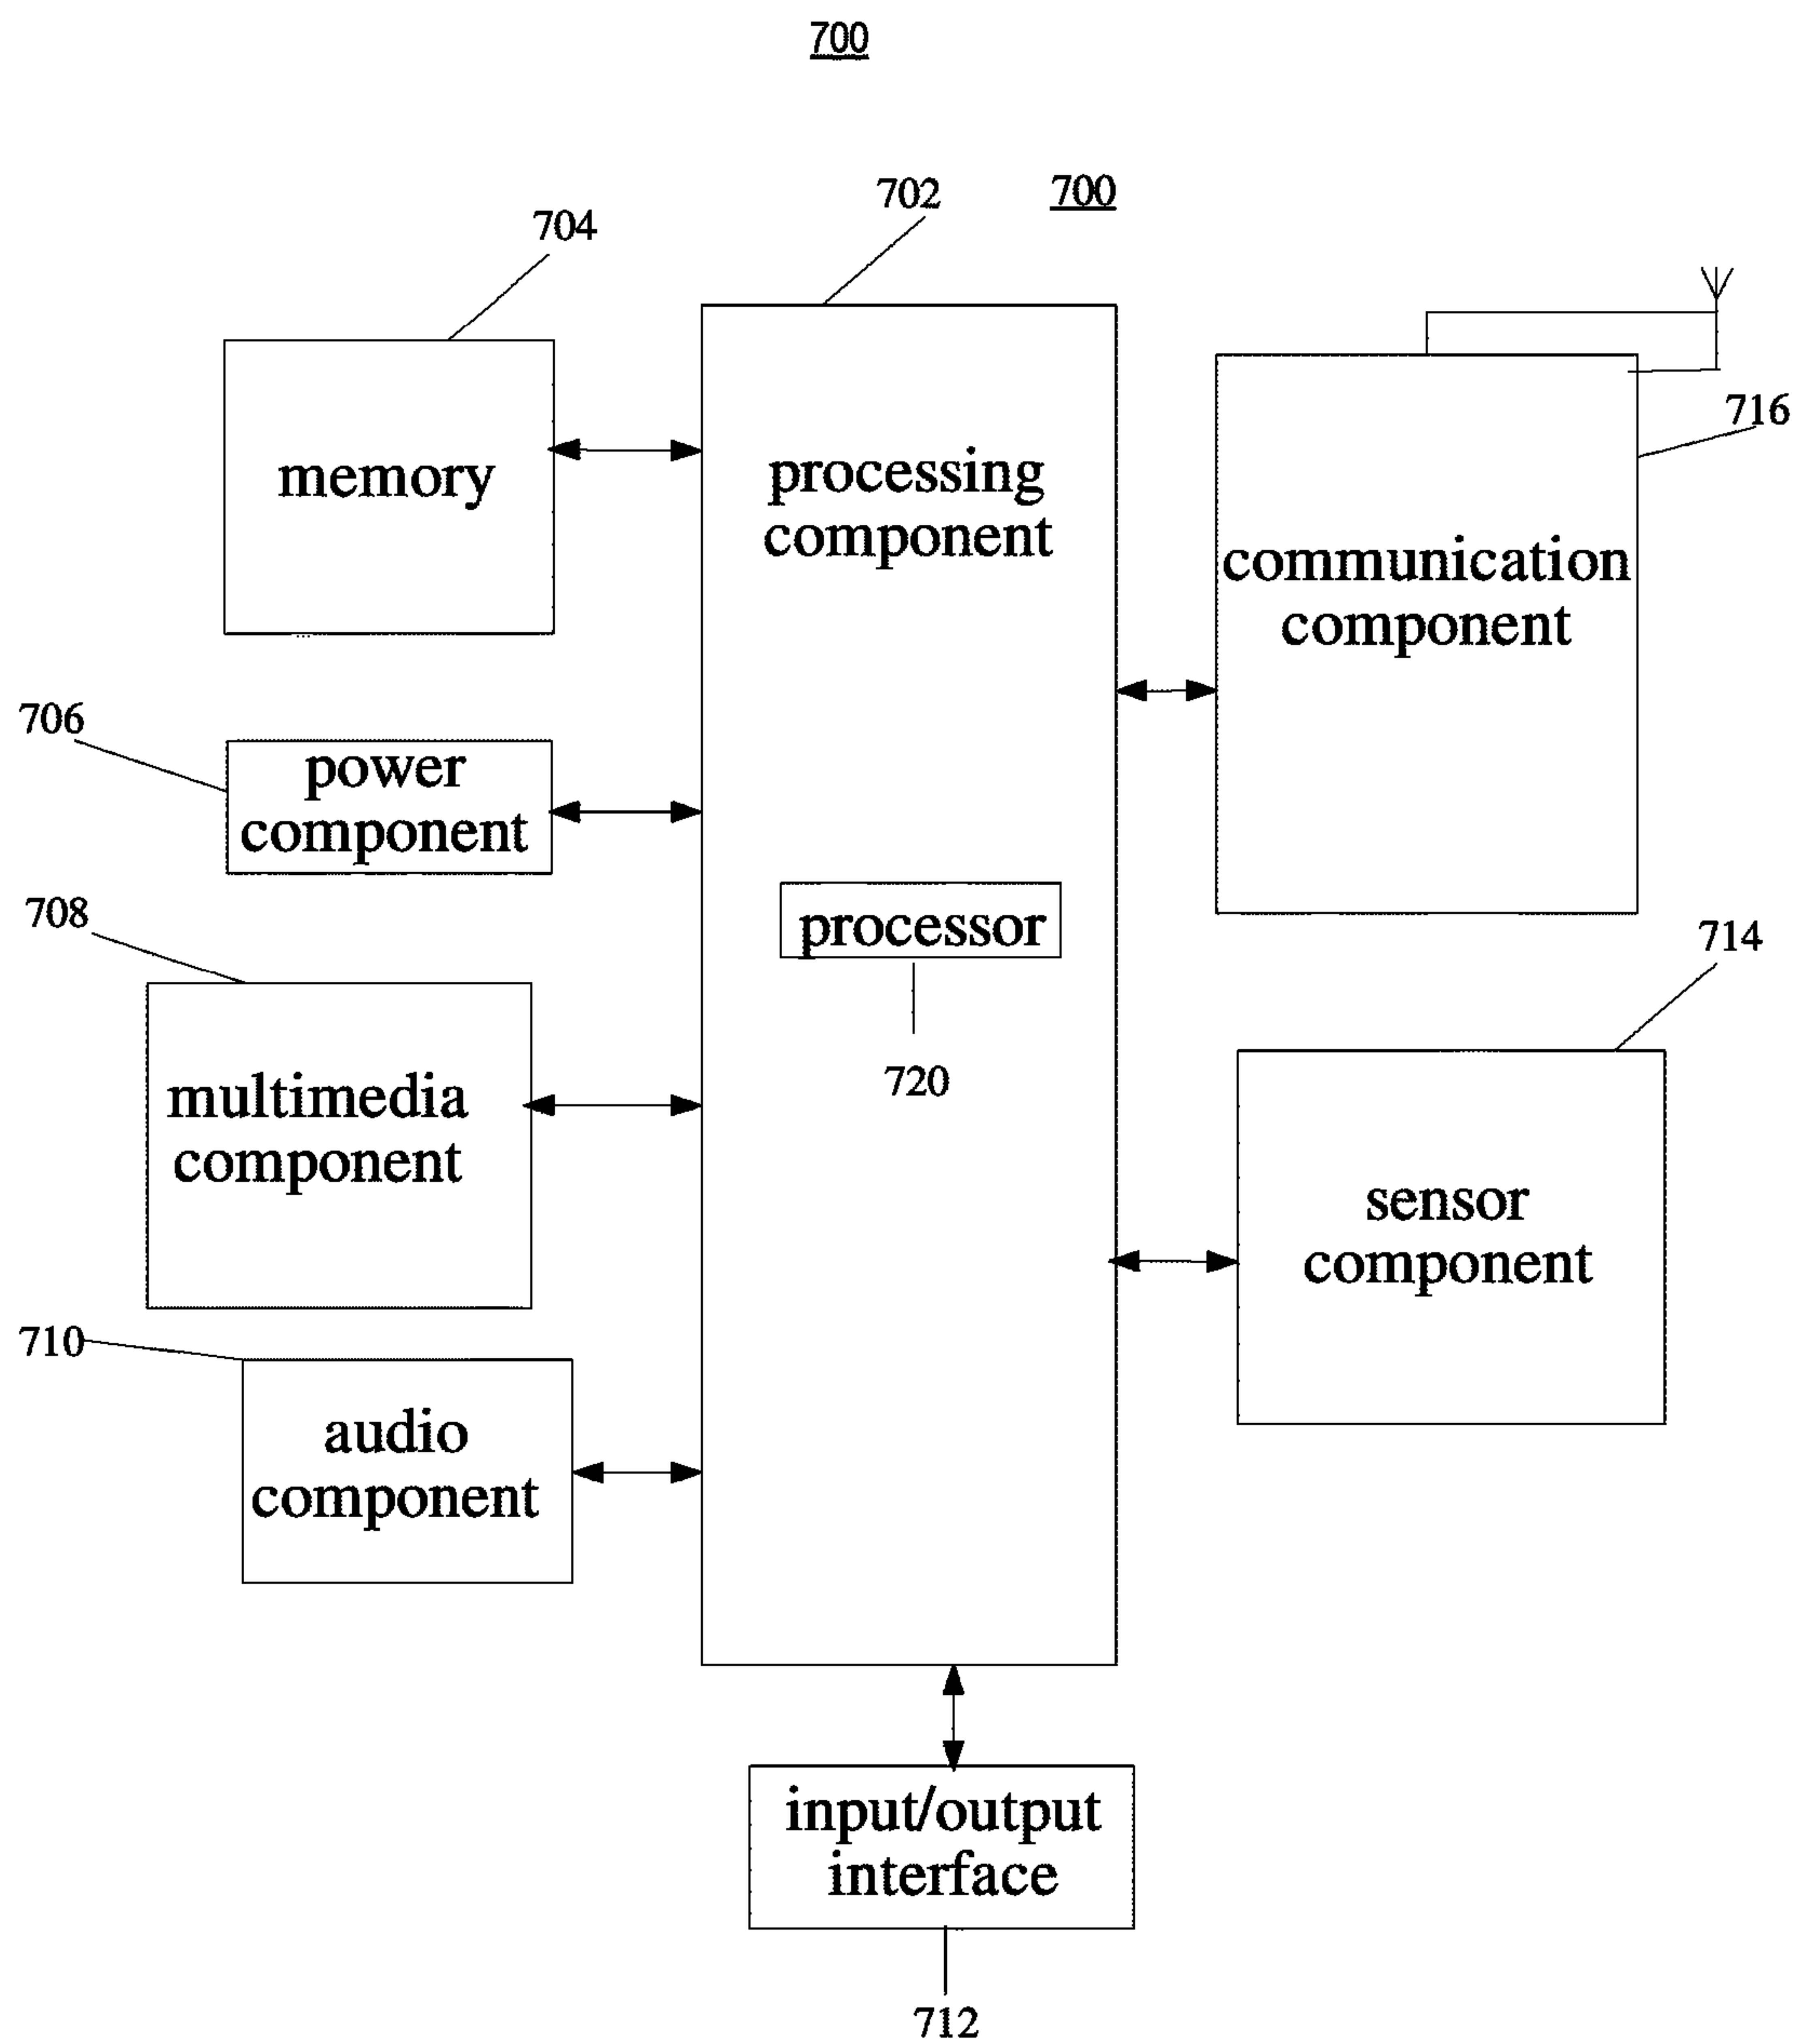 700
702
700
704
716
memory
processing
component
communication
component
706
power
component
708
processor
714
720
multimedia
component
sensor
component
710
audio
component
input/output
interface
712